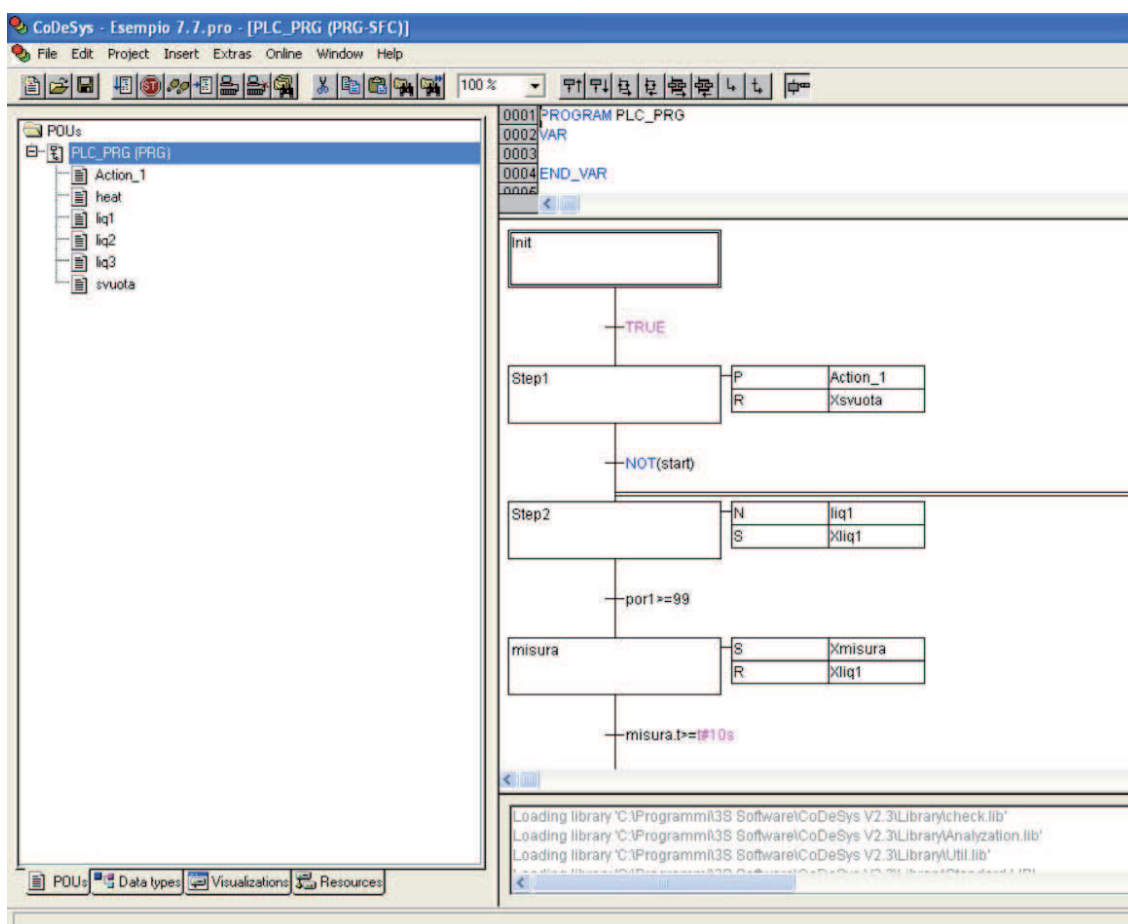 CoDeSys - Esempio 7.7.pro - [PLC_PRG (PRG-SFC)]
File Edit Project Insert Extras Online Window Help
100 %
POUs
PLC_PRG (PRG)
Action_1
heat
liq1
liq2
liq3
svuota
0001 PROGRAM PLC_PRG
0002 VAR
0003
0004 END_VAR
0005
Init
TRUE
Step1
P Action_1
R Xsvuota
NOT(start)
Step2
N liq1
S Xliq1
por1>=99
misura
S Xmisura
R Xliq1
misura.t>=t#10s
Loading library 'C:\Programmi\3S Software\CoDeSys V2.3\Library\check.lib'
Loading library 'C:\Programmi\3S Software\CoDeSys V2.3\Library\Analyzation.lib'
Loading library 'C:\Programmi\3S Software\CoDeSys V2.3\Library\Util.lib'
POUs Data types Visualizations Resources